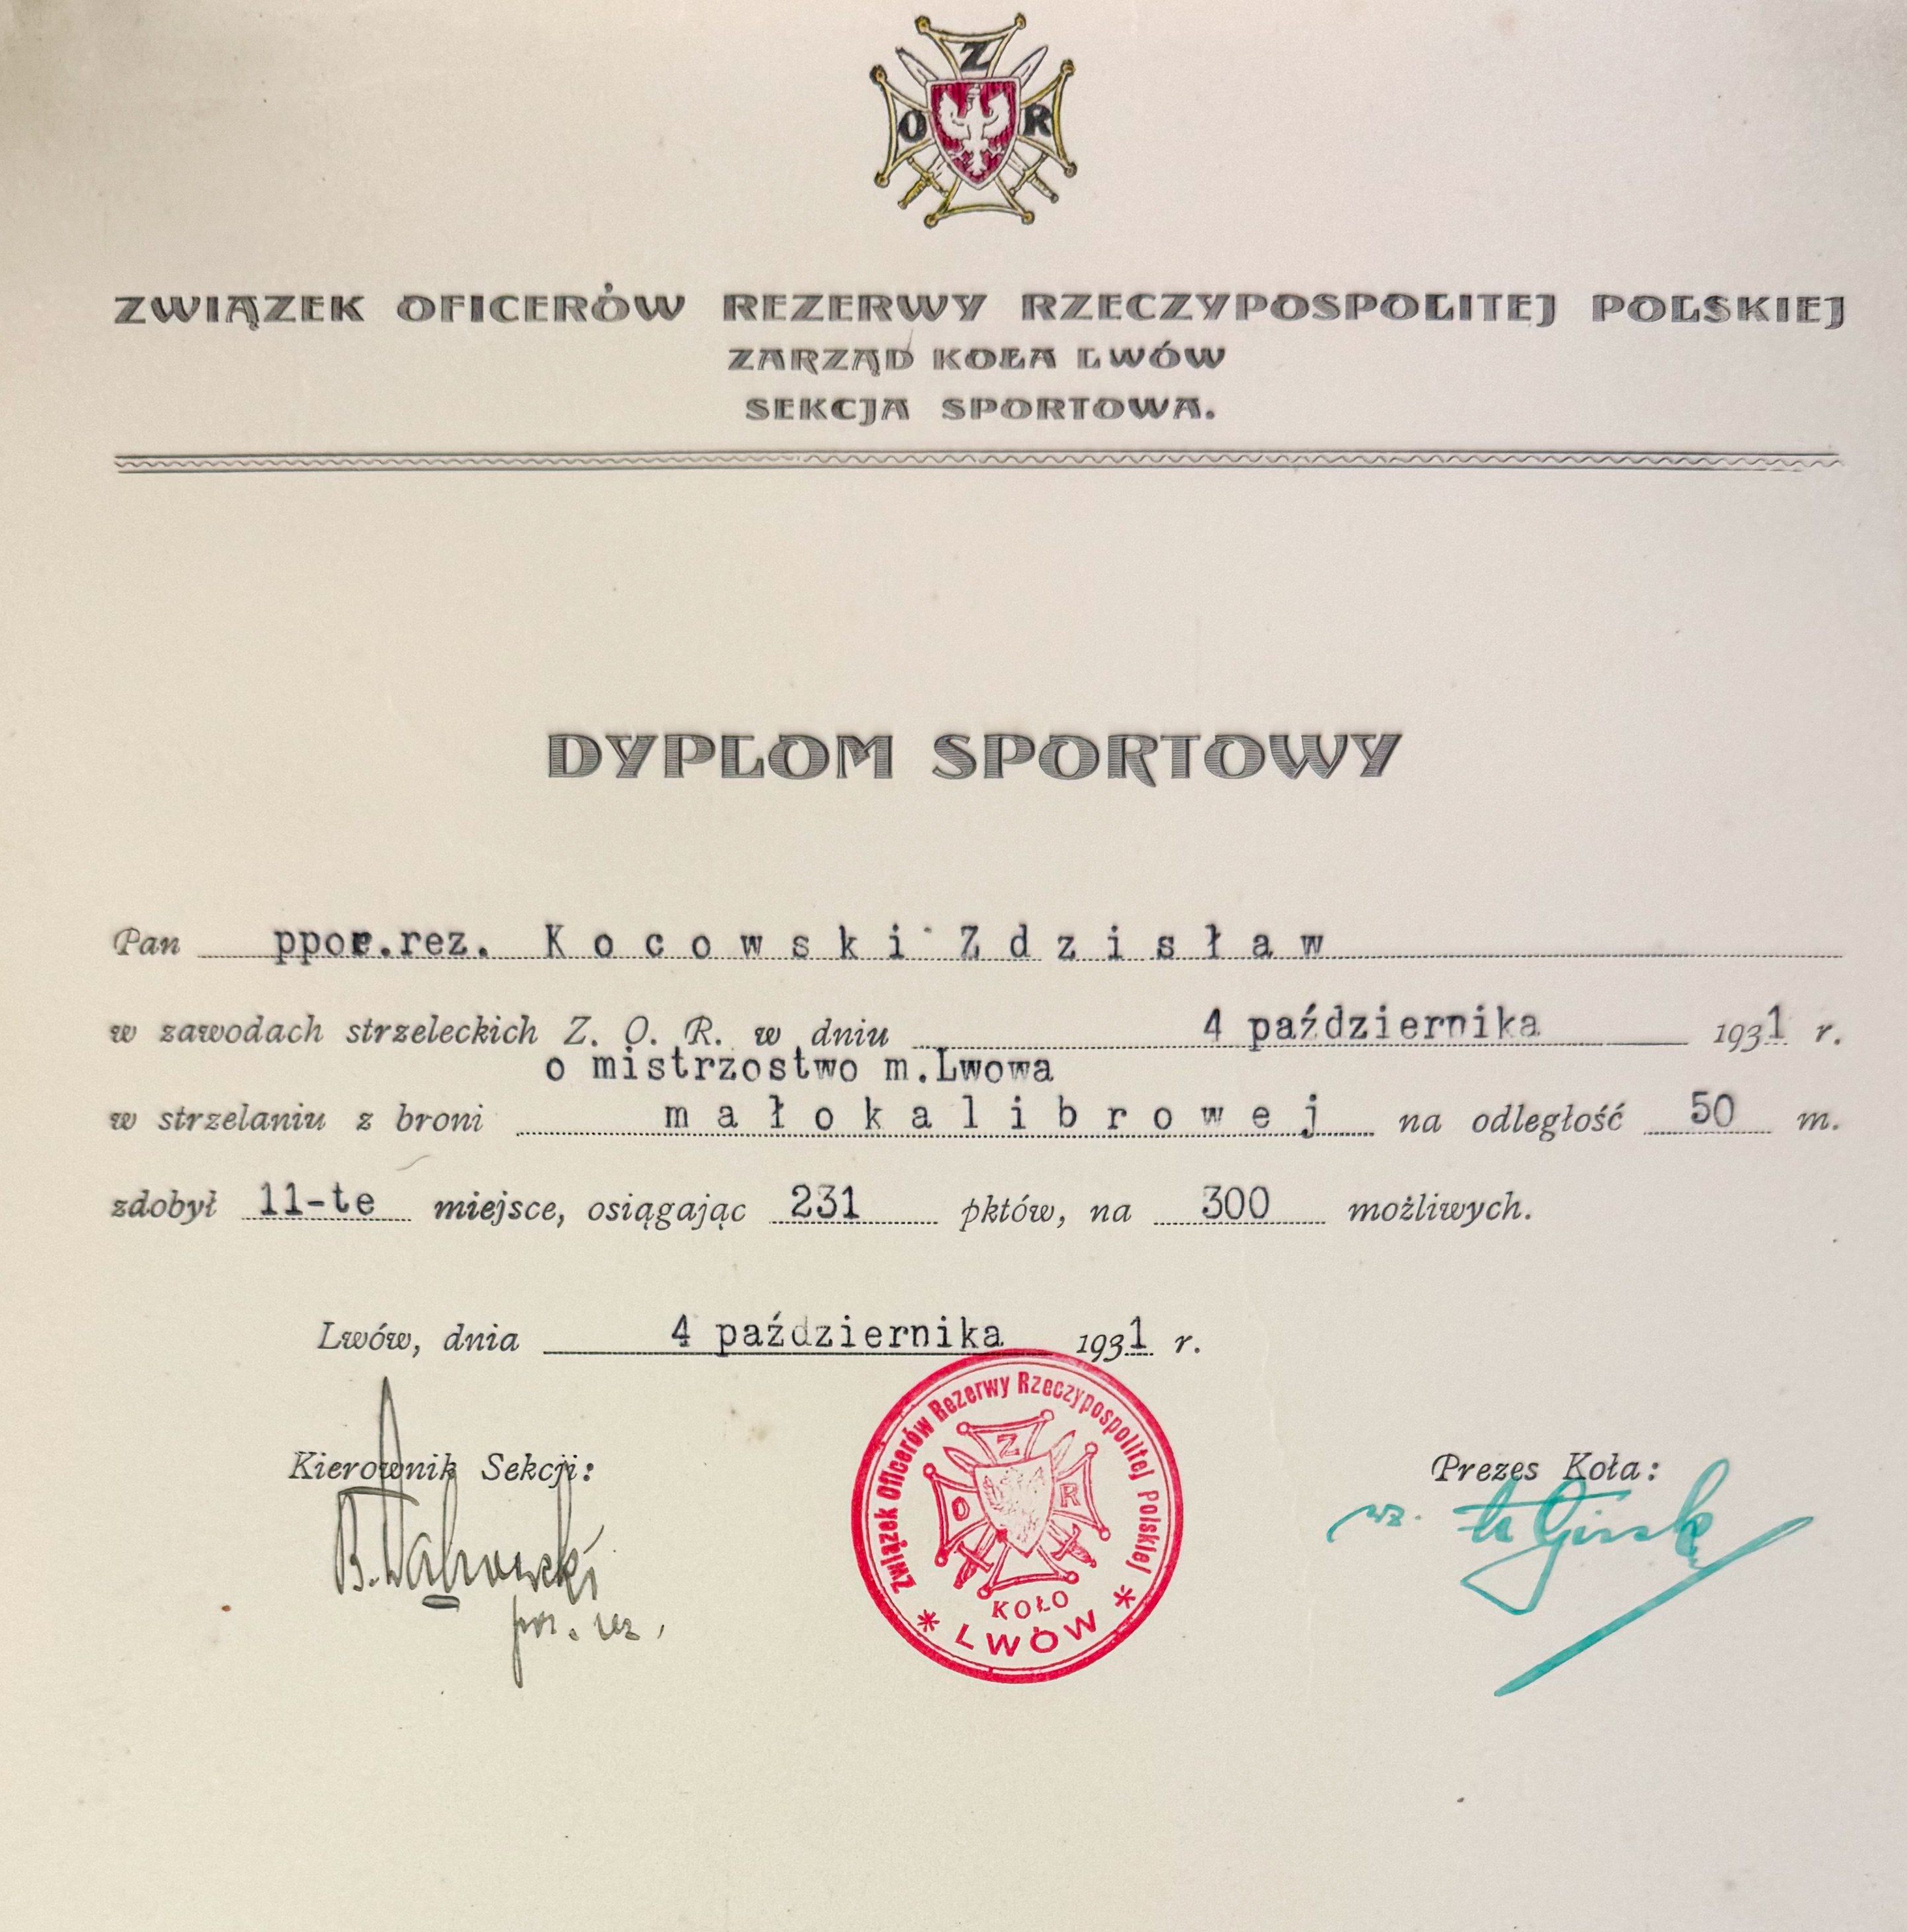 Z
O R
ZWIĄZEK OFICERÓW REZERWY RZECZYPOSPOLITEJ POLSKIEJ
ZARZĄD KOŁA LWÓW
SEKCJA SPORTOWA.
DYPLOM SPORTOWY
Pan ppor.rez. Kocowski Zdzisław
w zawodach strzeleckich Z. O. R. w dniu 4 października 1931 r.
o mistrzostwo m.Lwowa
w strzelaniu z broni małokalibrowej na odległość 50 m.
zdobył 11-te miejsce, osiągając 231 pktów, na 300 możliwych.
Lwów, dnia 4 października 1931 r.
Kierownik Sekcji:
Prezes Koła:
por. rez.
wz.
Związek Oficerów Rezerwy Rzeczypospolitej Polskiej
Z
O R
KOŁO
* LWÓW *